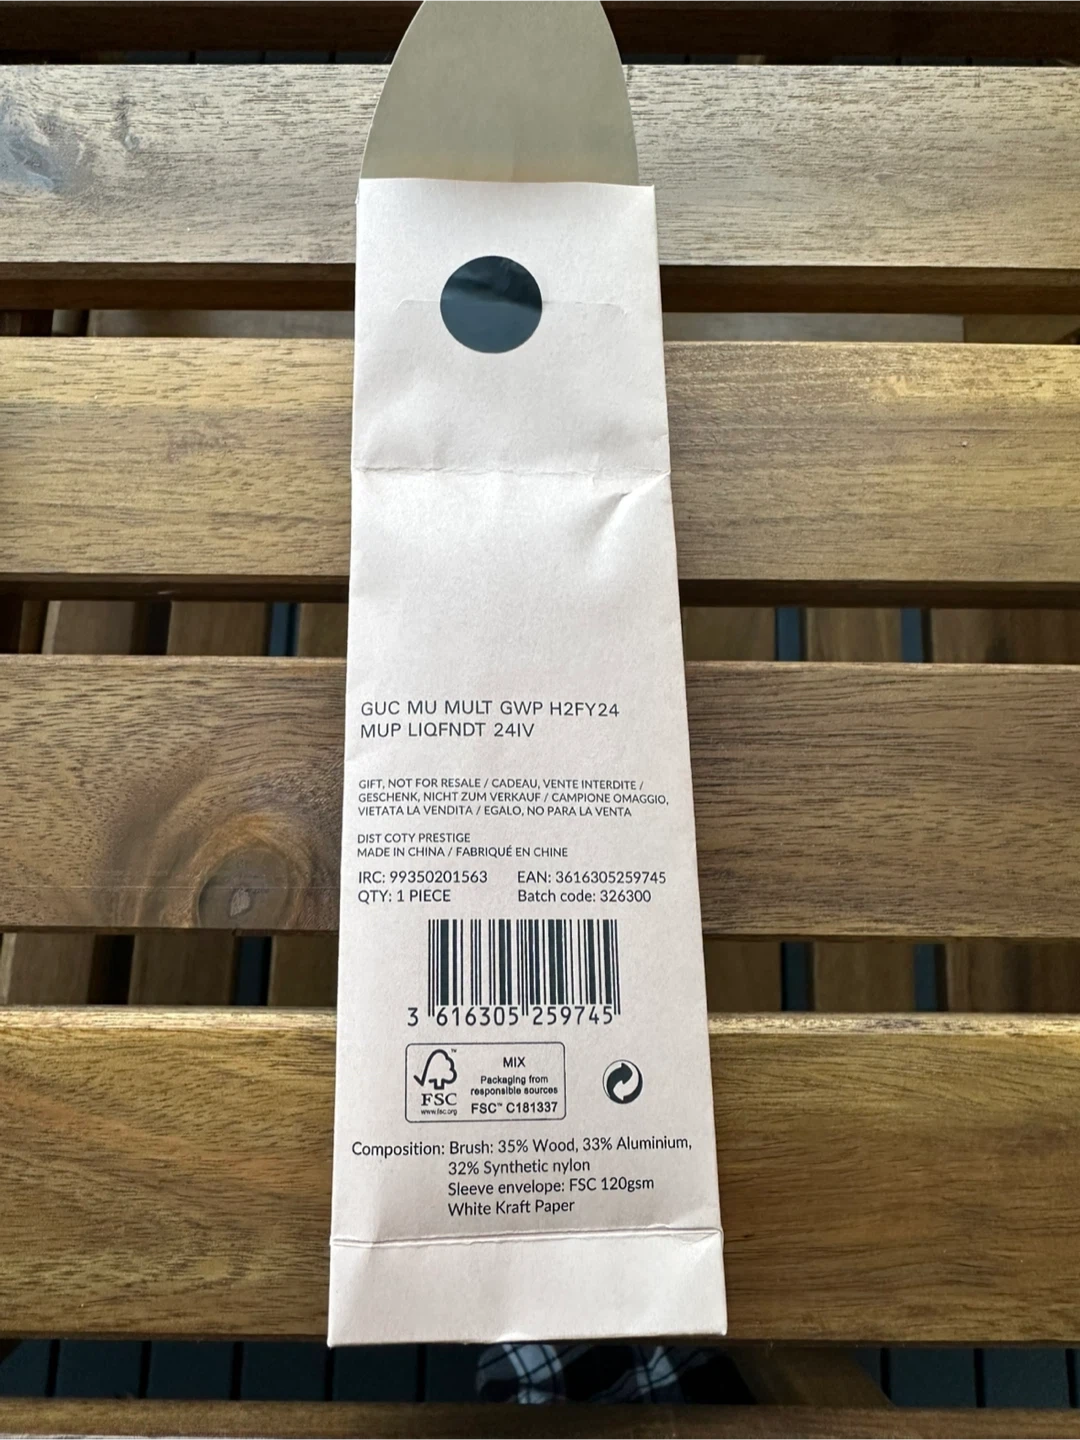 GUC MU MULT GWP H2FY24
MUP LIQFNDT 24IV
GIFT, NOT FOR RESALE / CADEAU, VENTE INTERDITE /
GESCHENK, NICHT ZUM VERKAUF / CAMPIONE OMAGGIO,
VIETATA LA VENDITA / EGALO, NO PARA LA VENTA
DIST COTY PRESTIGE
MADE IN CHINA / FABRIQUÉ EN CHINE
IRC: 99350201563 EAN: 3616305259745
QTY: 1 PIECE Batch code: 326300
3 616305 259745
FSC™
www.fsc.org
MIX
Packaging from
responsible sources
FSC™ C181337
Composition: Brush: 35% Wood, 33% Aluminium,
32% Synthetic nylon
Sleeve envelope: FSC 120gsm
White Kraft Paper